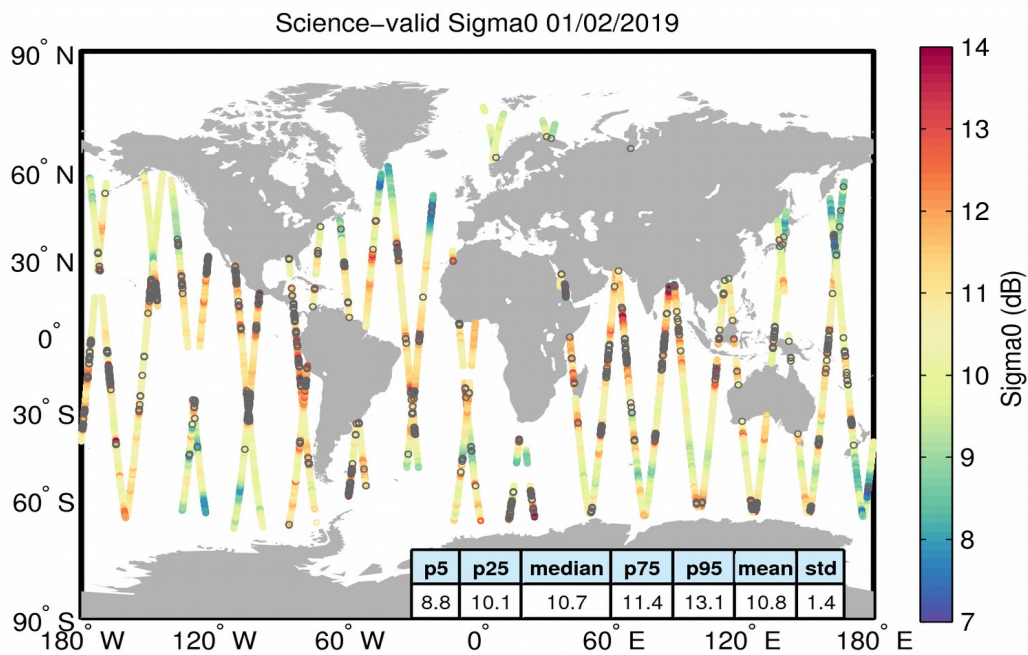 Science−valid Sigma0 01/02/2019
90° N
60° N
30° N
0°
30° S
60° S
90° S
180° W
120° W
60° W
0°
60° E
120° E
180° E
14
13
12
11
10
9
8
7
Sigma0 (dB)
p5 p25 median p75 p95 mean std
8.8 10.1 10.7 11.4 13.1 10.8 1.4